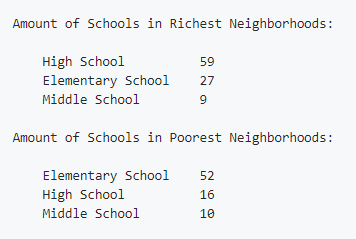 Amount of Schools in Richest Neighborhoods:
High School 59
Elementary School 27
Middle School 9
Amount of Schools in Poorest Neighborhoods:
Elementary School 52
High School 16
Middle School 10